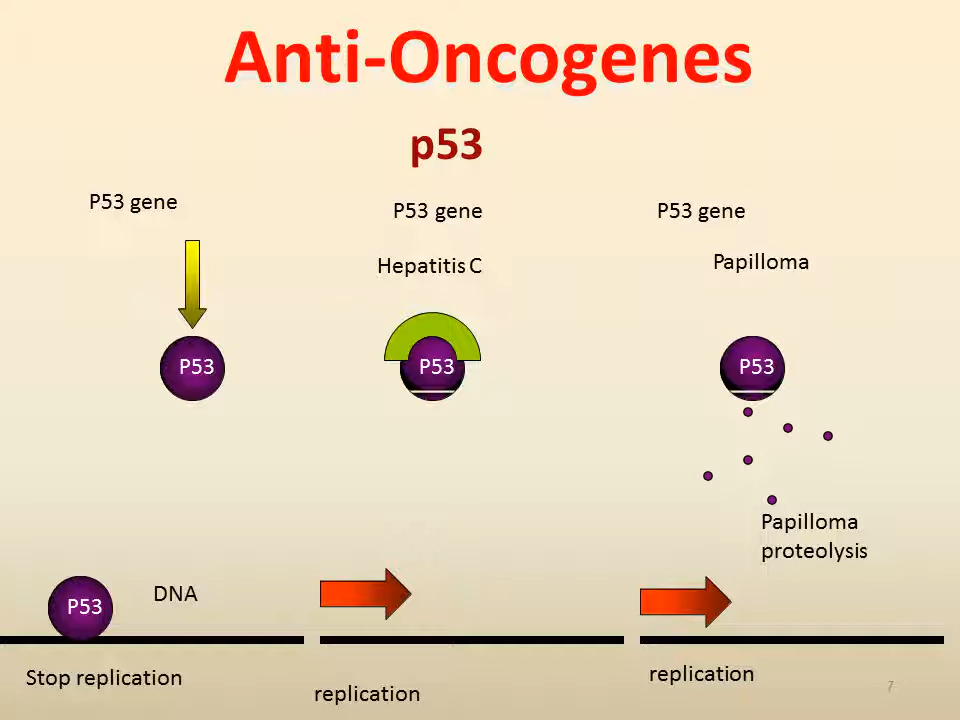 Anti-Oncogenes
p53
P53 gene
P53 gene
P53 gene
Hepatitis C
Papilloma
P53
P53
P53
Papilloma
proteolysis
P53
DNA
Stop replication
replication
replication
7